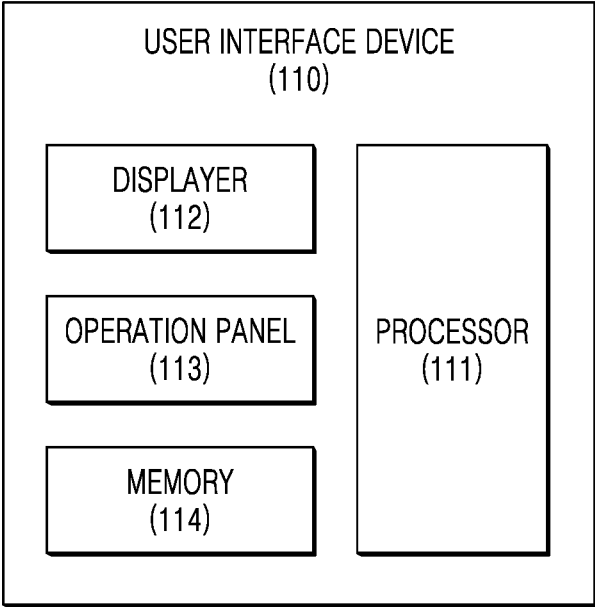 USER INTERFACE DEVICE
(110)
DISPLAYER
(112)
OPERATION PANEL
(113)
MEMORY
(114)
PROCESSOR
(111)